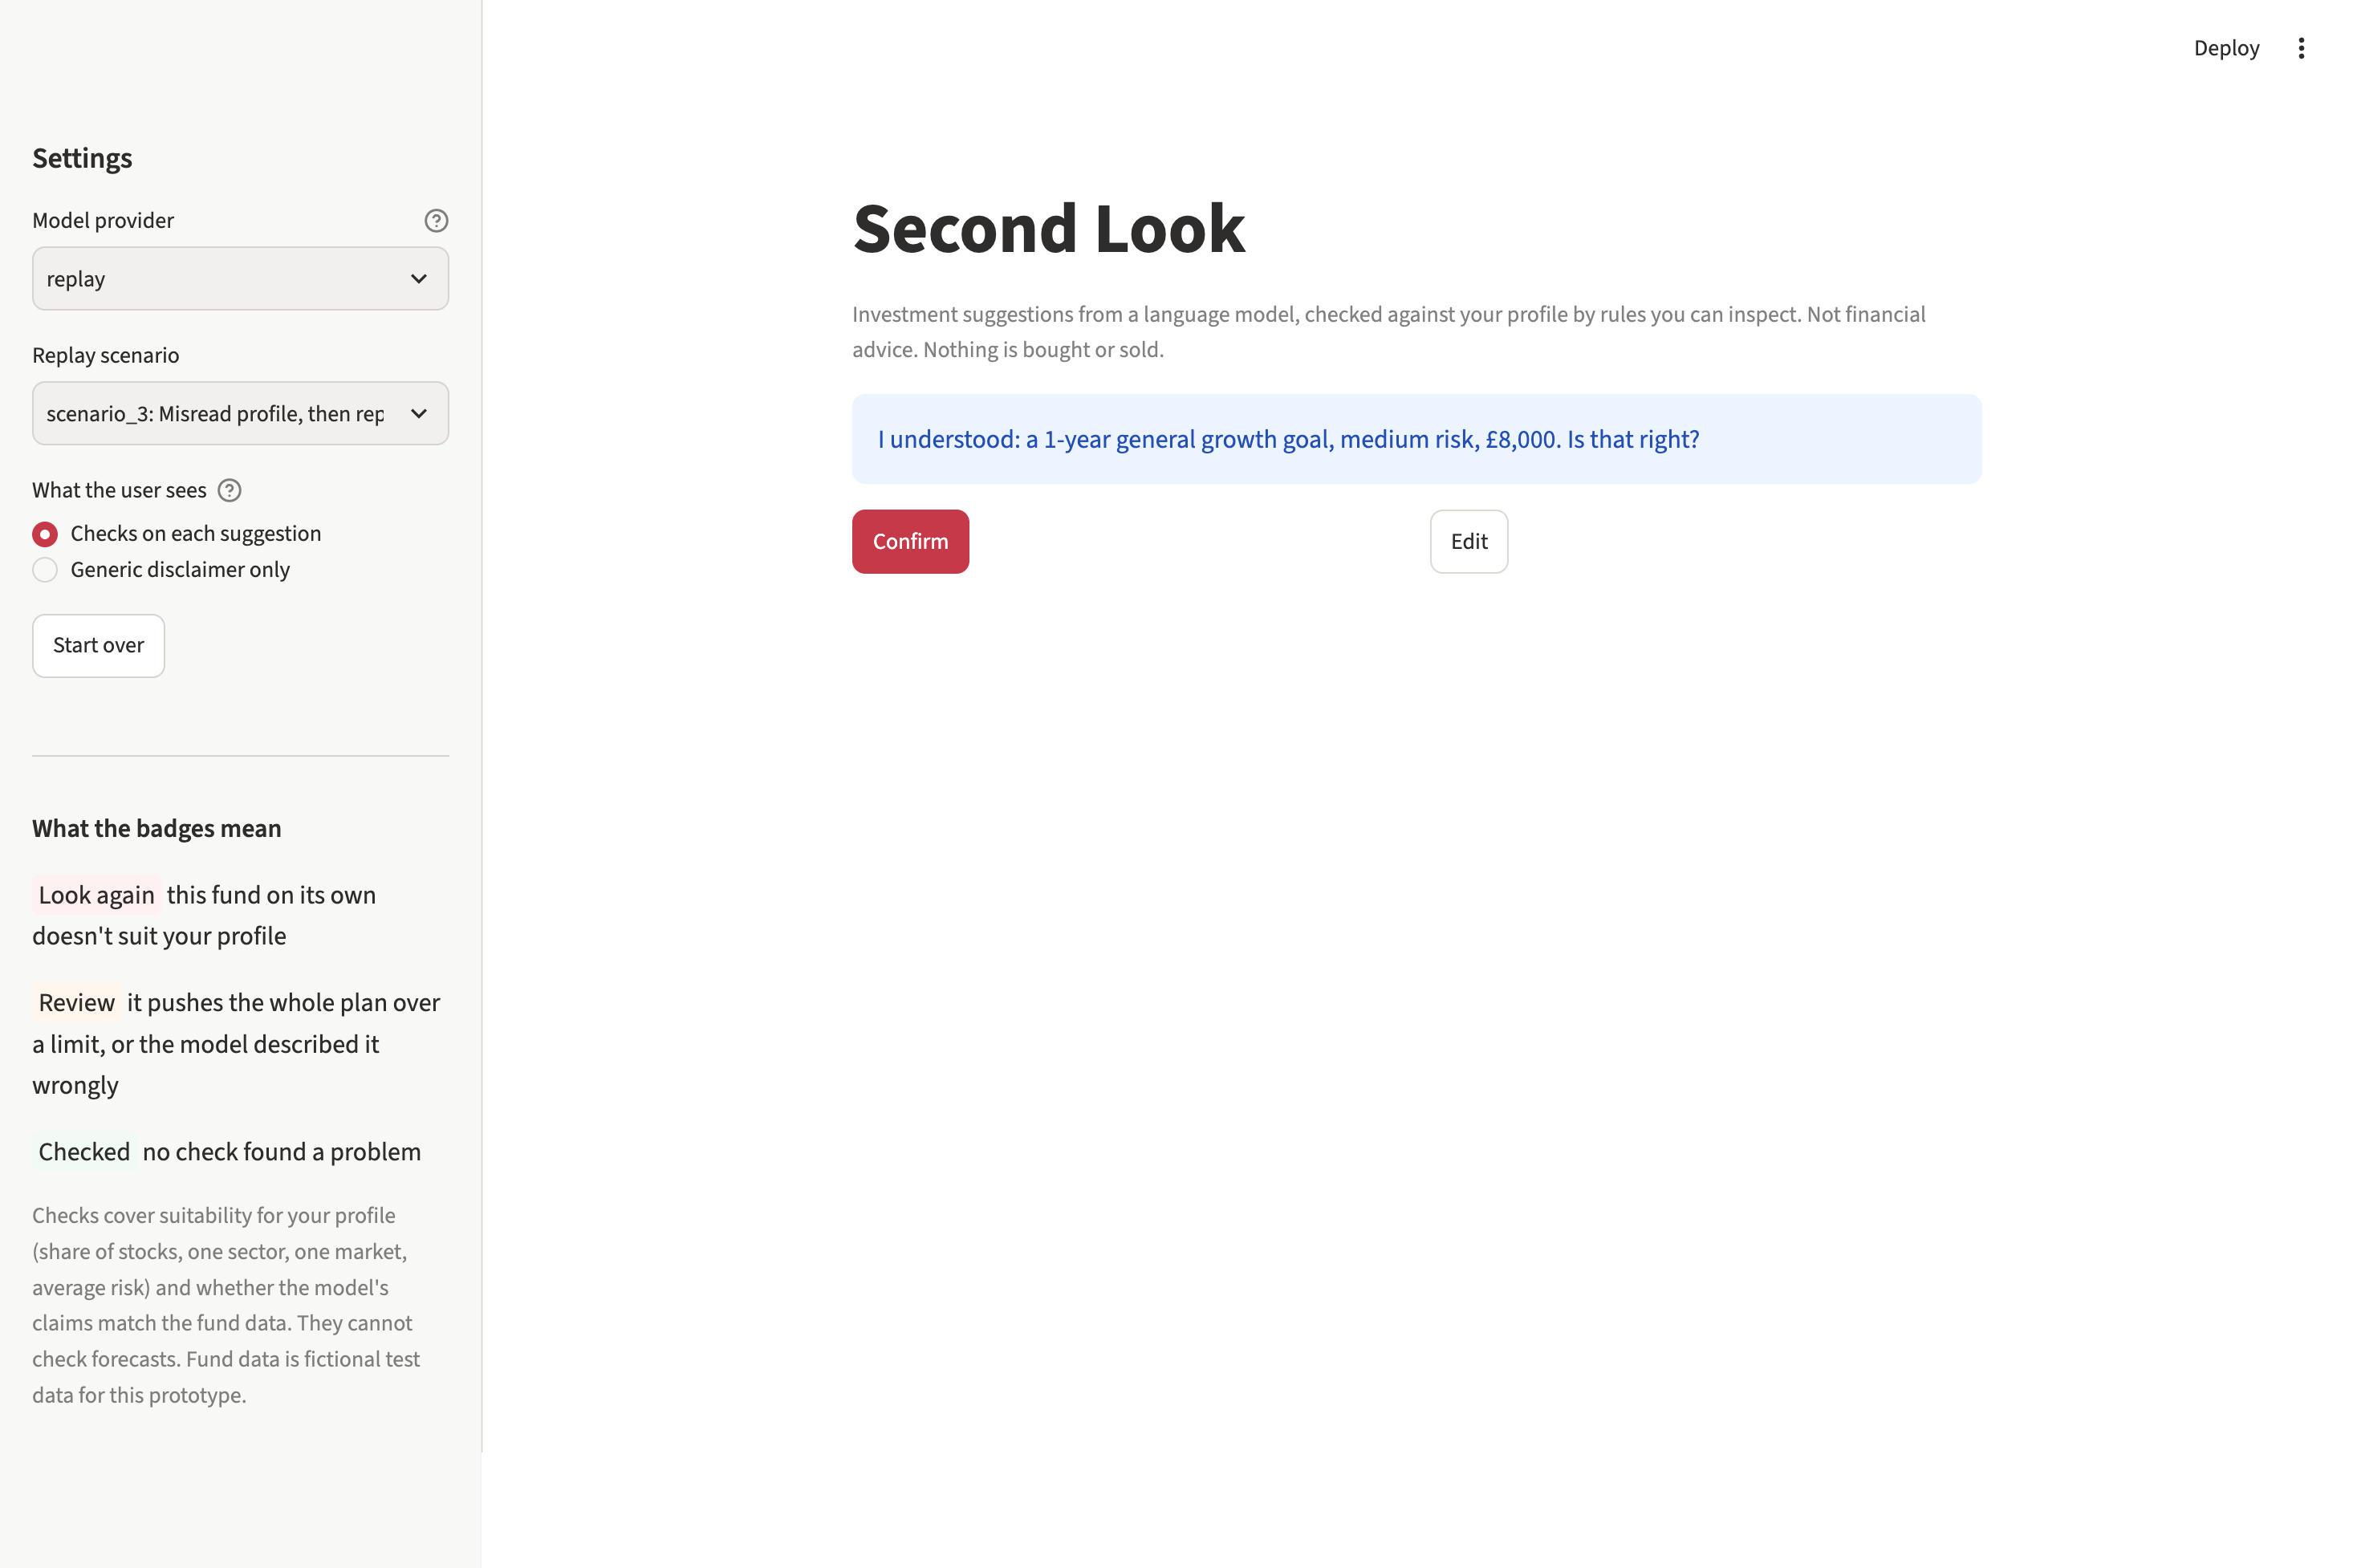 Deploy
Settings
Model provider
replay
Replay scenario
scenario_3: Misread profile, then rep
What the user sees
Checks on each suggestion
Generic disclaimer only
Start over
What the badges mean
Look again this fund on its own
doesn't suit your profile
Review it pushes the whole plan over
a limit, or the model described it
wrongly
Checked no check found a problem
Checks cover suitability for your profile
(share of stocks, one sector, one market,
average risk) and whether the model's
claims match the fund data. They cannot
check forecasts. Fund data is fictional test
data for this prototype.
Second Look
Investment suggestions from a language model, checked against your profile by rules you can inspect. Not financial
advice. Nothing is bought or sold.
I understood: a 1-year general growth goal, medium risk, £8,000. Is that right?
Confirm
Edit